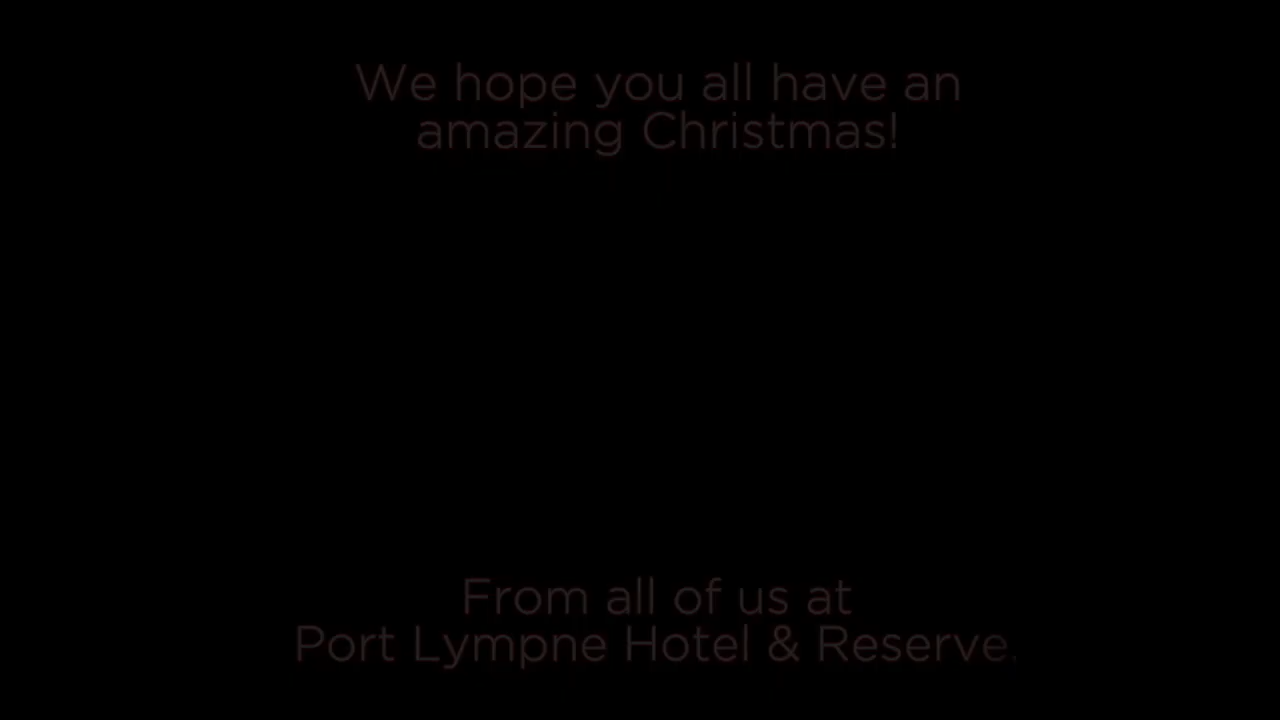 We hope you all have an
amazing Christmas!
From all of us at
Port Lympne Hotel & Reserve.